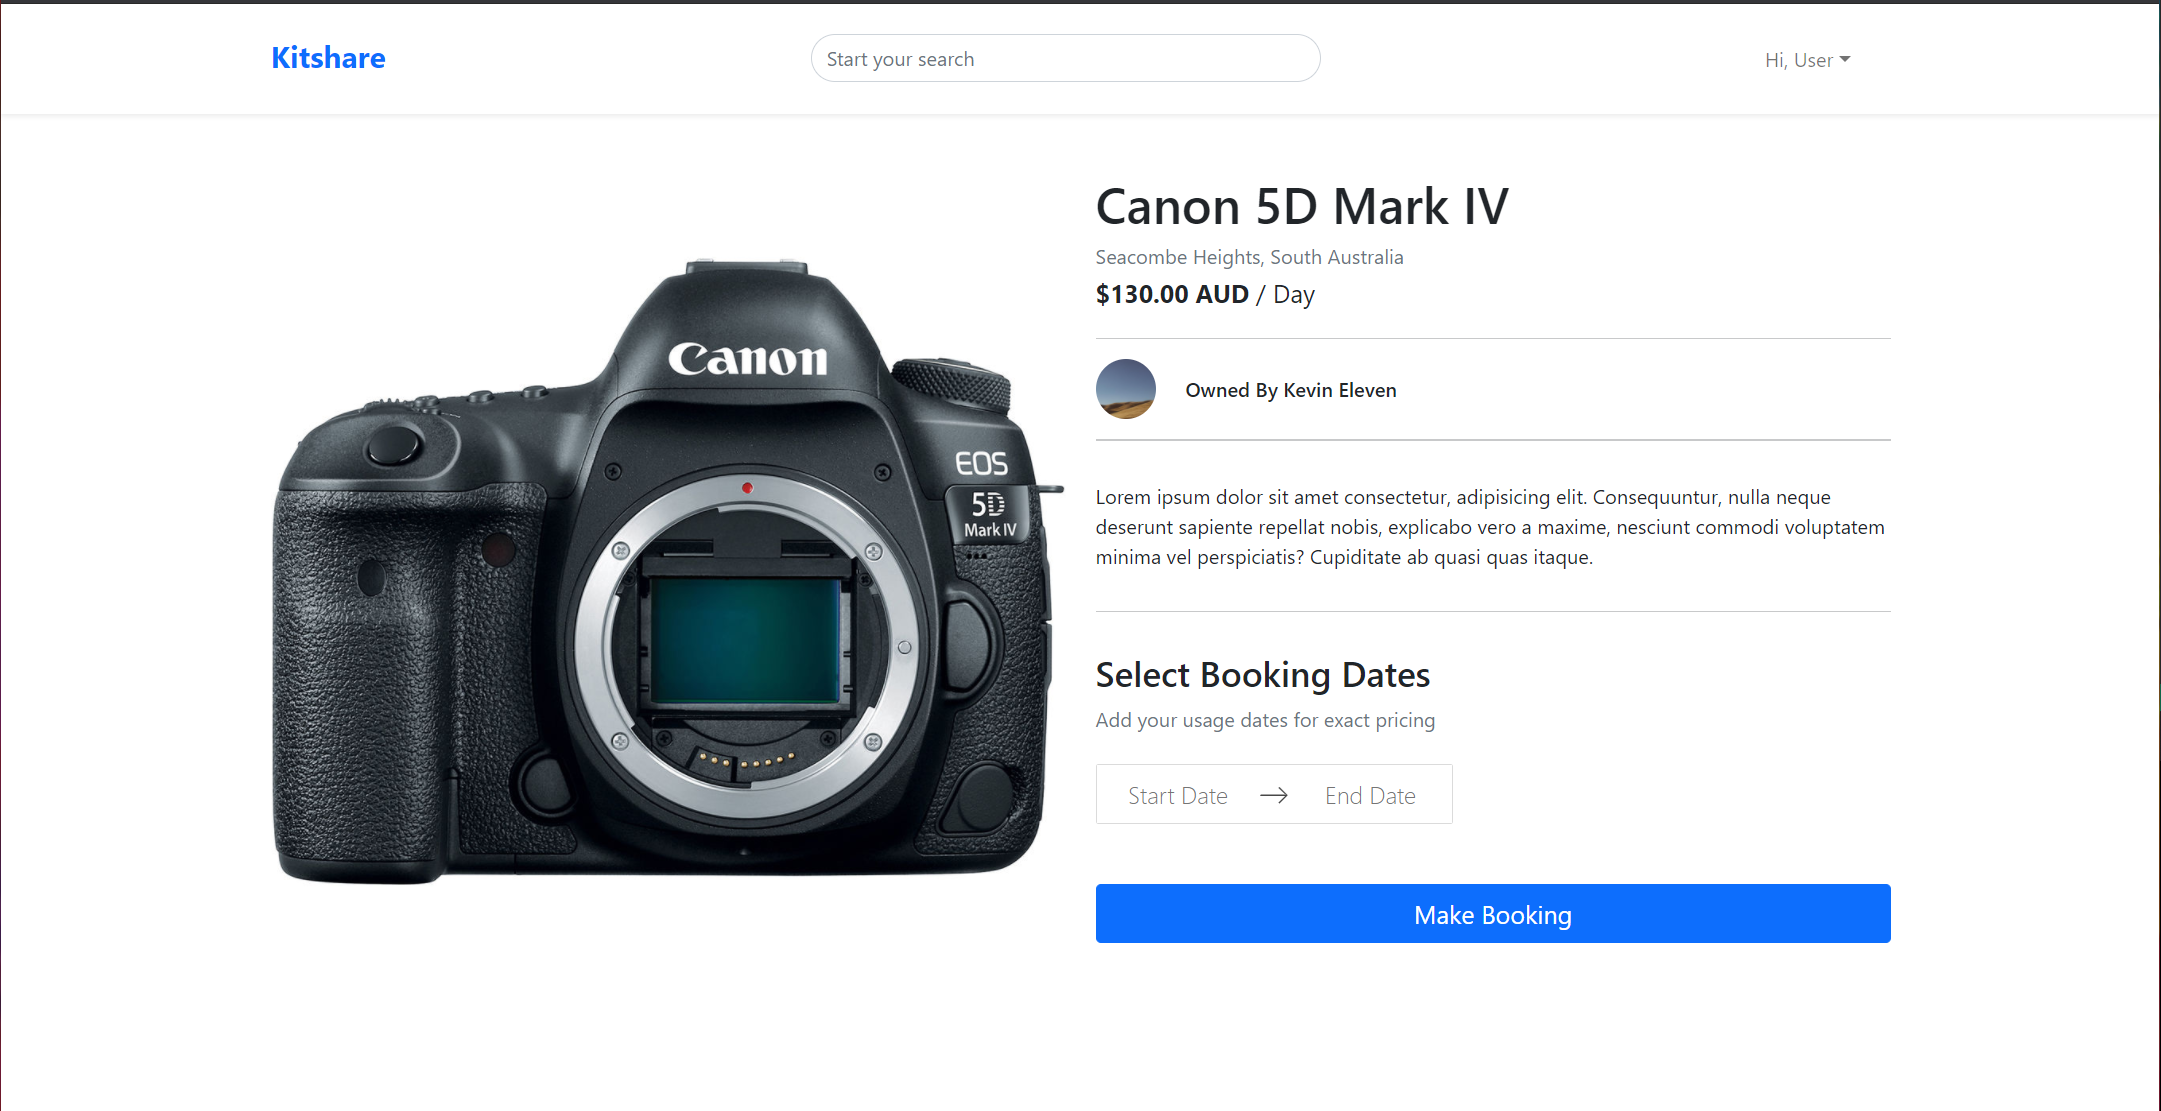 Kitshare
Start your search
Hi, User
Canon 5D Mark IV
Seacombe Heights, South Australia
$130.00 AUD / Day
Canon
EOS
5D
Mark IV
Owned By Kevin Eleven
Lorem ipsum dolor sit amet consectetur, adipisicing elit. Consequuntur, nulla neque
deserunt sapiente repellat nobis, explicabo vero a maxime, nesciunt commodi voluptatem
minima vel perspiciatis? Cupiditate ab quasi quas itaque.
Select Booking Dates
Add your usage dates for exact pricing
Start Date → End Date
Make Booking